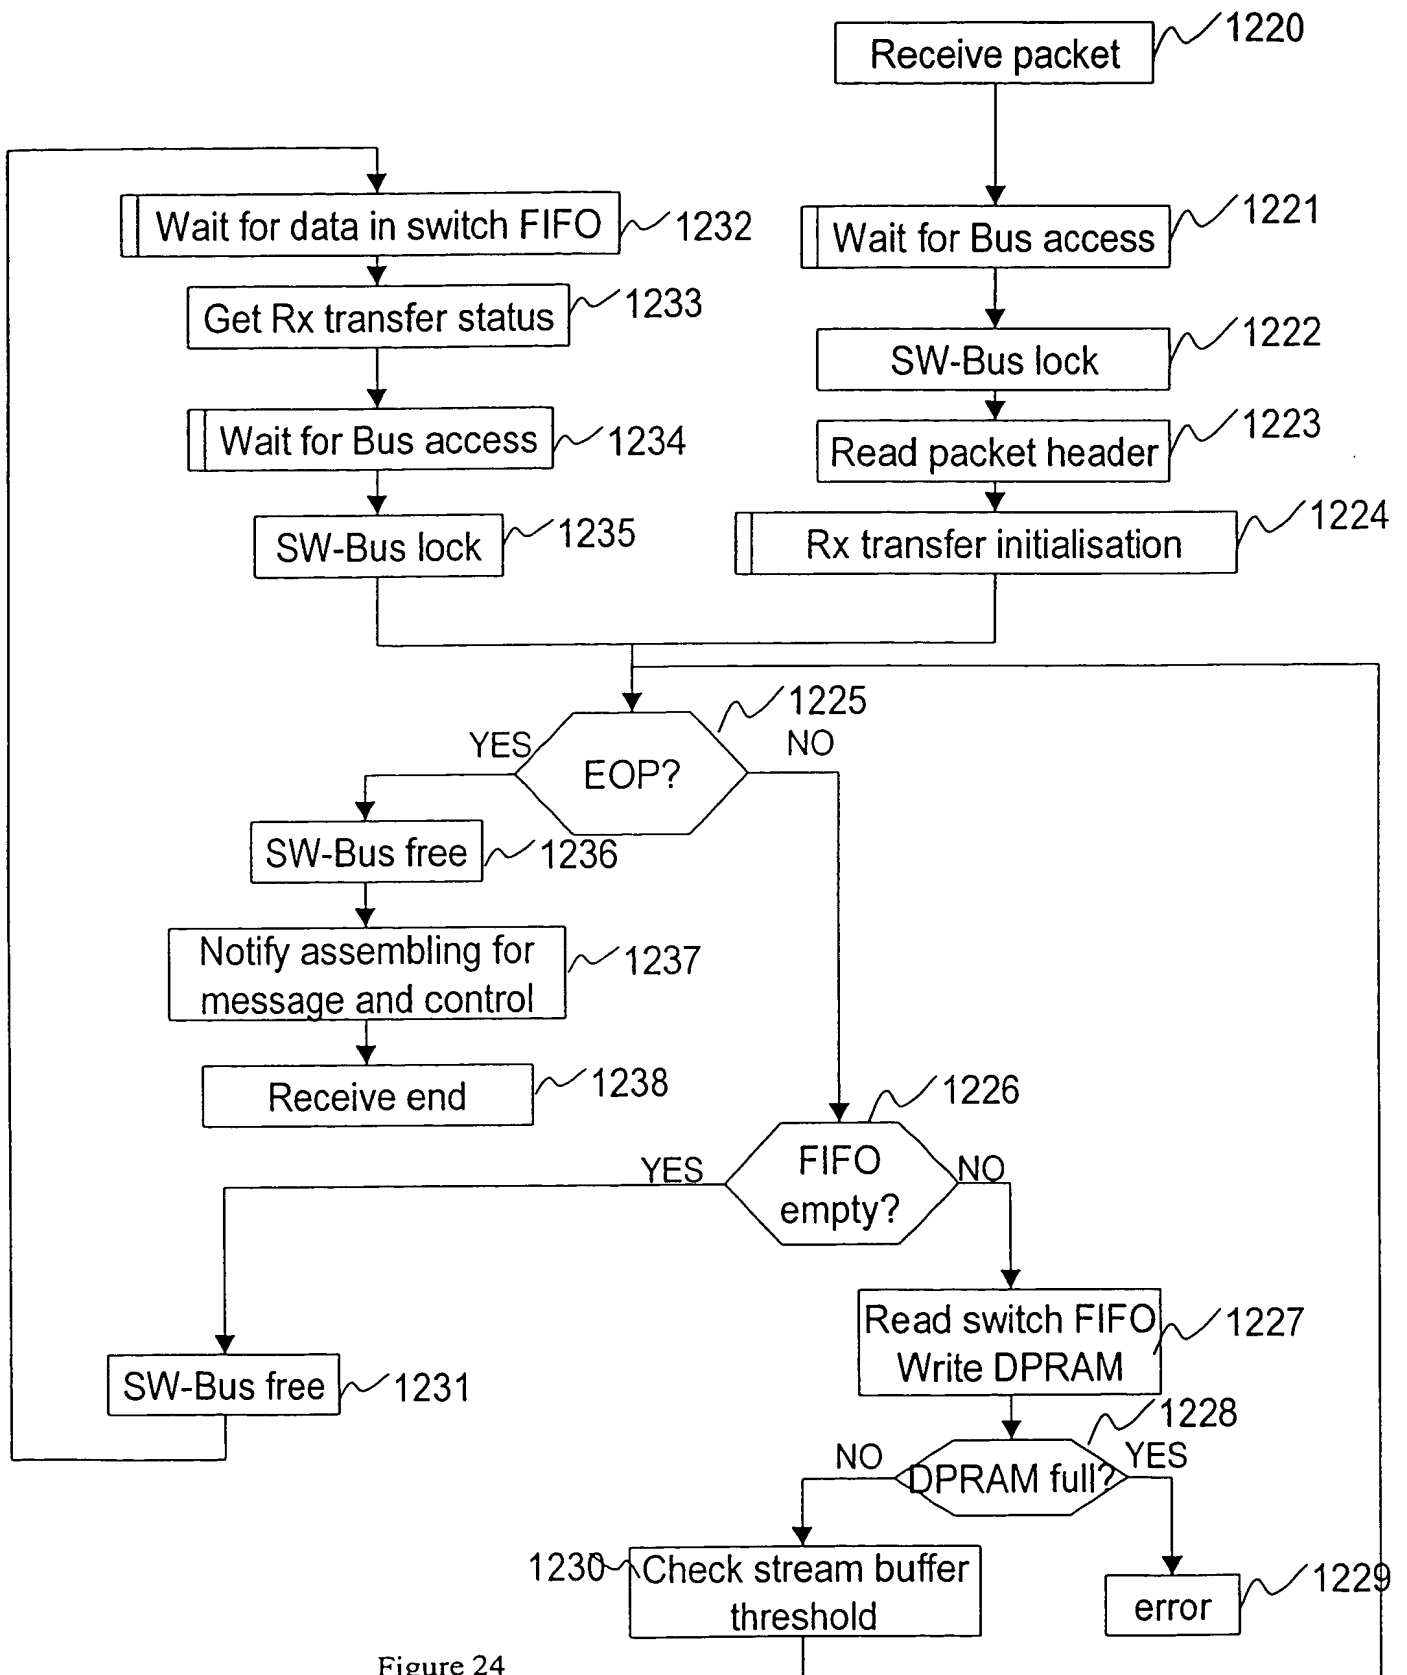 Receive packet
1220
Wait for data in switch FIFO
1232
Wait for Bus access
1221
Get Rx transfer status
1233
SW-Bus lock
1222
Wait for Bus access
1234
Read packet header
1223
SW-Bus lock
1235
Rx transfer initialisation
1224
1225
YES
NO
EOP?
SW-Bus free
1236
Notify assembling for
message and control
1237
Receive end
1238
1226
YES
FIFO
empty?
NO
Read switch FIFO
Write DPRAM
1227
SW-Bus free
1231
1228
NO
DPRAM full?
YES
1230
Check stream buffer
threshold
error
1229
Figure 24